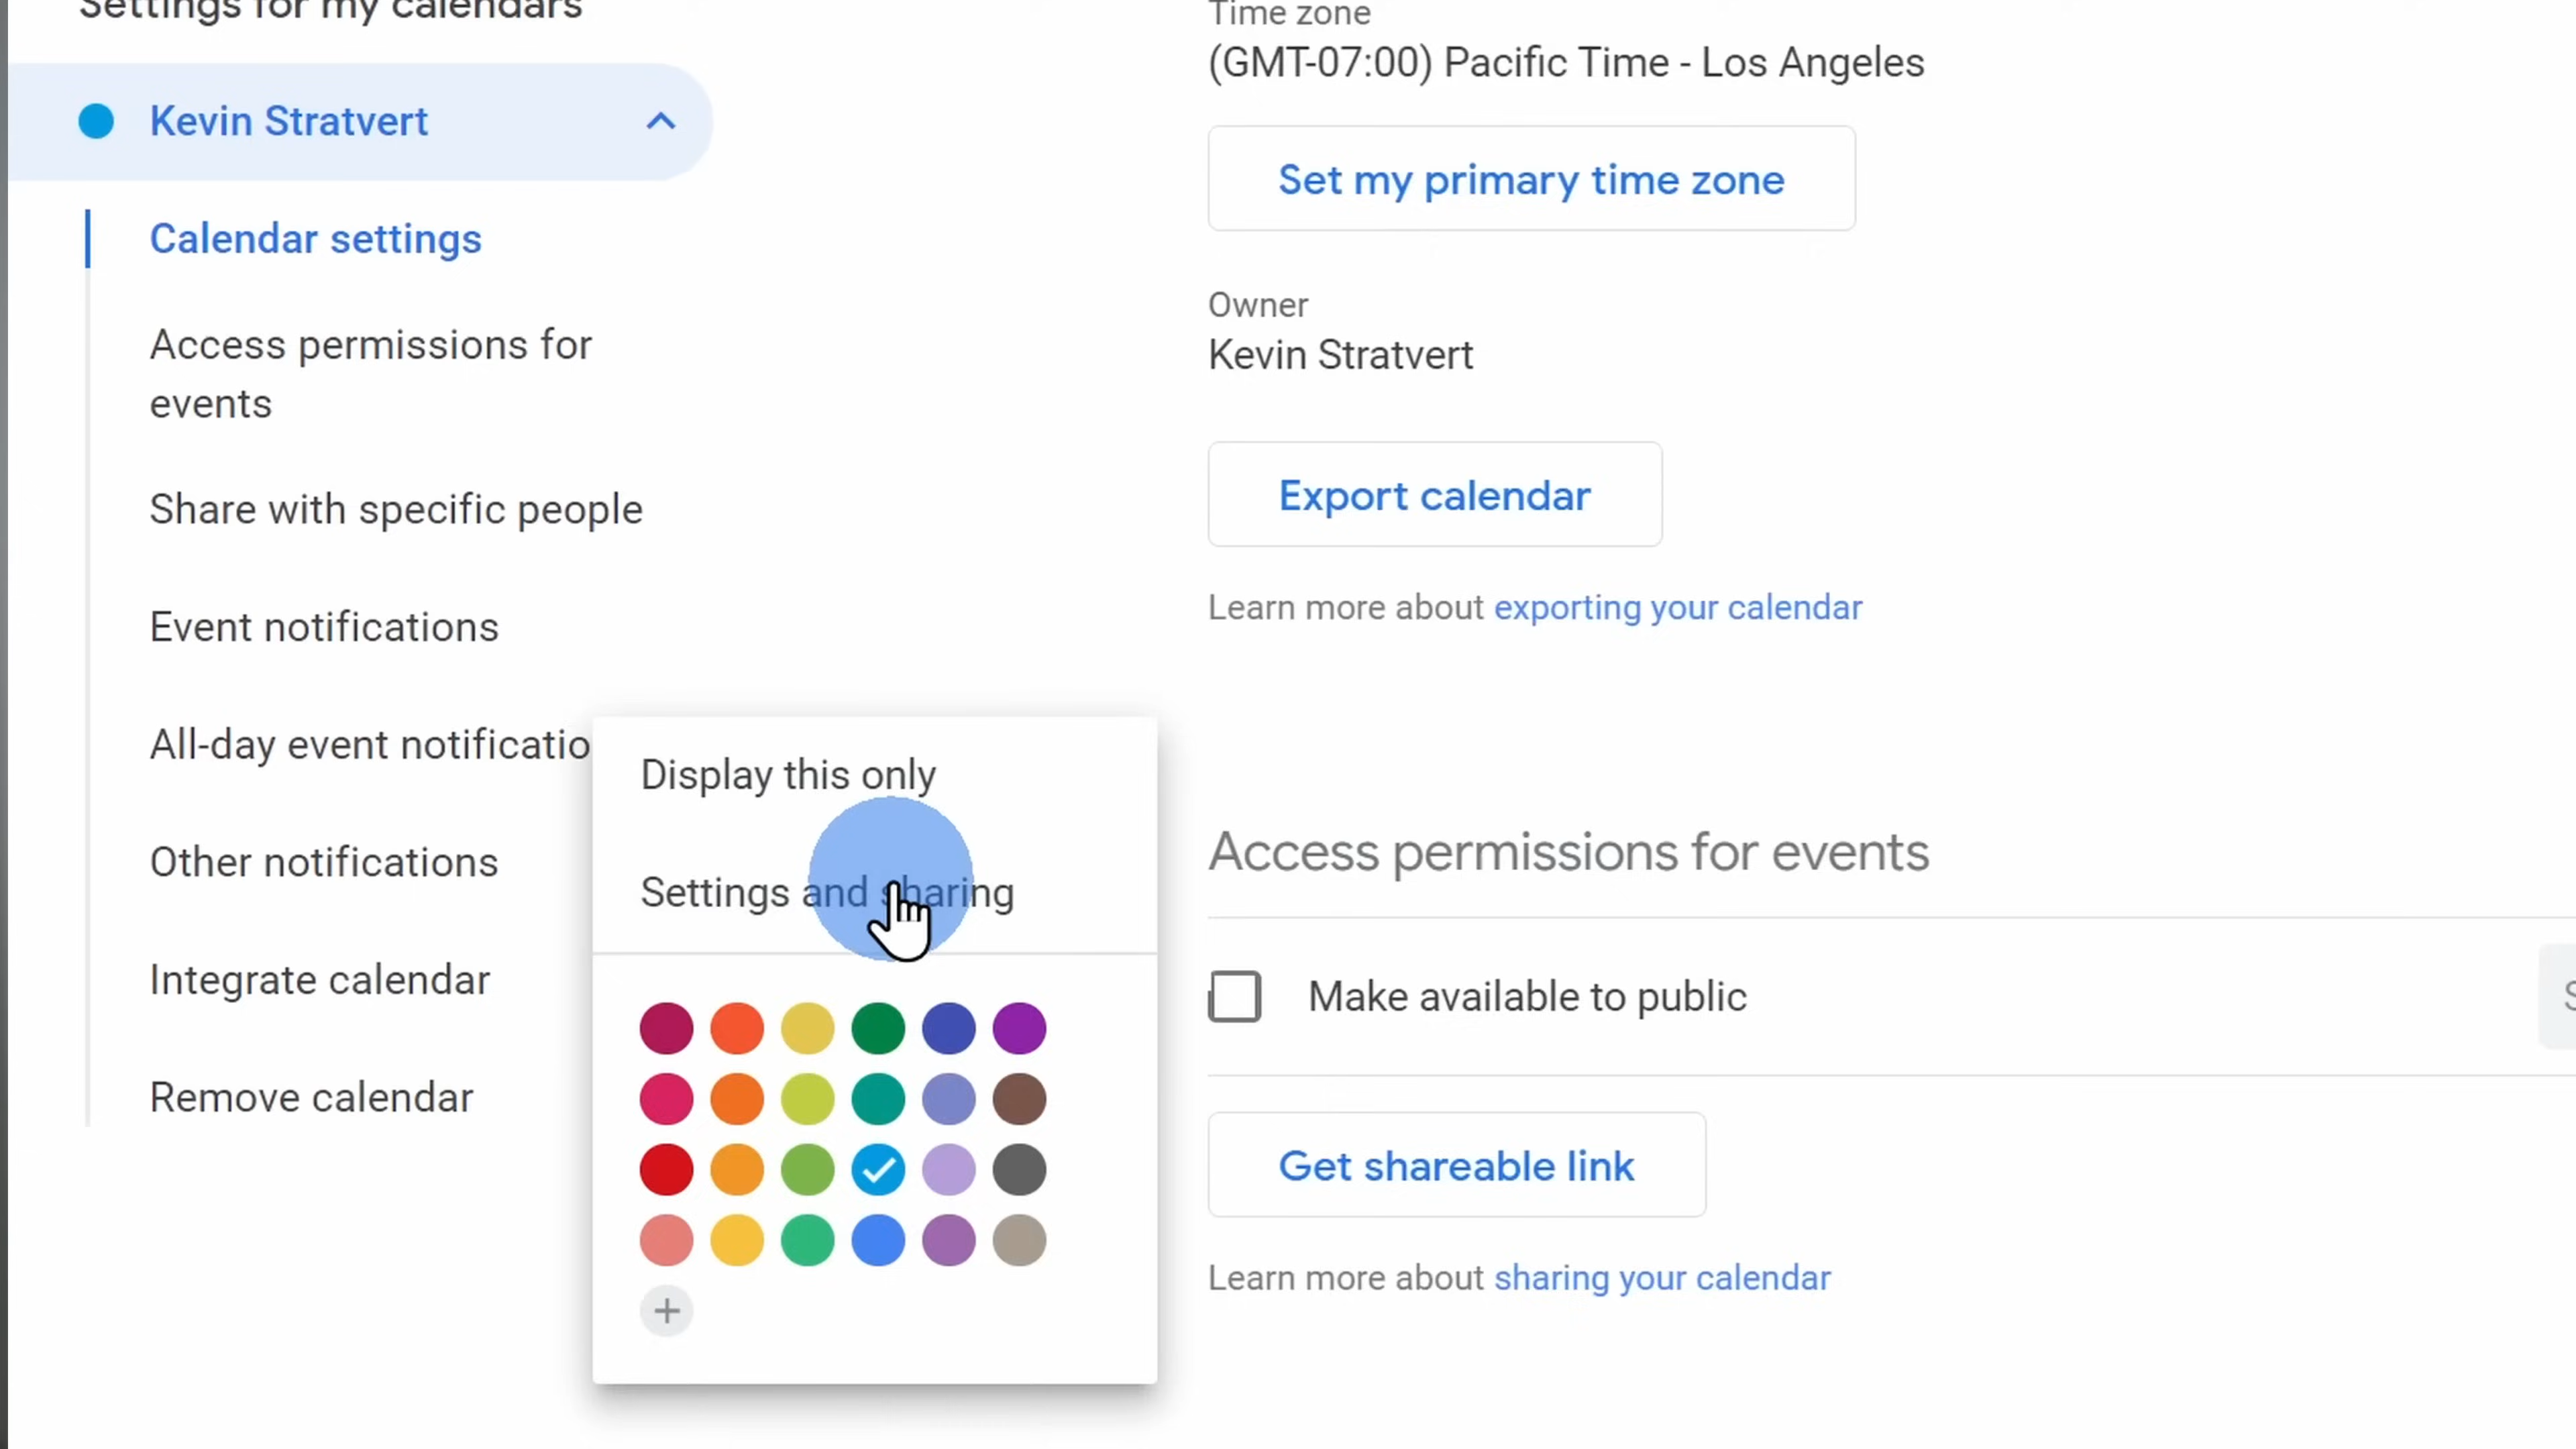 Settings for my calendars
Kevin Stratvert
Calendar settings
Access permissions for
events
Share with specific people
Event notifications
All-day event notificatio
Other notifications
Integrate calendar
Remove calendar
Display this only
Settings and sharing
Time zone
(GMT-07:00) Pacific Time - Los Angeles
Set my primary time zone
Owner
Kevin Stratvert
Export calendar
Learn more about exporting your calendar
Access permissions for events
Make available to public
Get shareable link
Learn more about sharing your calendar